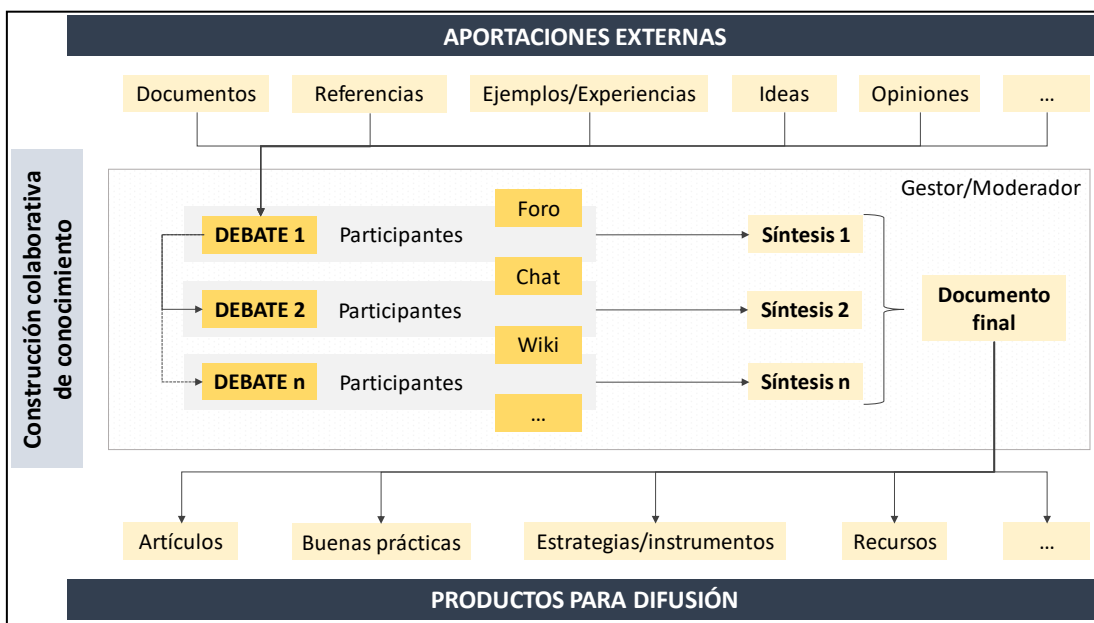 APORTACIONES EXTERNAS
Documentos
Referencias
Ejemplos/Experiencias
Ideas
Opiniones
...
Construcción colaborativa
de conocimiento
Gestor/Moderador
Foro
DEBATE 1
Participantes
Síntesis 1
Chat
DEBATE 2
Participantes
Síntesis 2
Documento
final
Wiki
DEBATE n
Participantes
Síntesis n
...
Artículos
Buenas prácticas
Estrategias/instrumentos
Recursos
...
PRODUCTOS PARA DIFUSIÓN